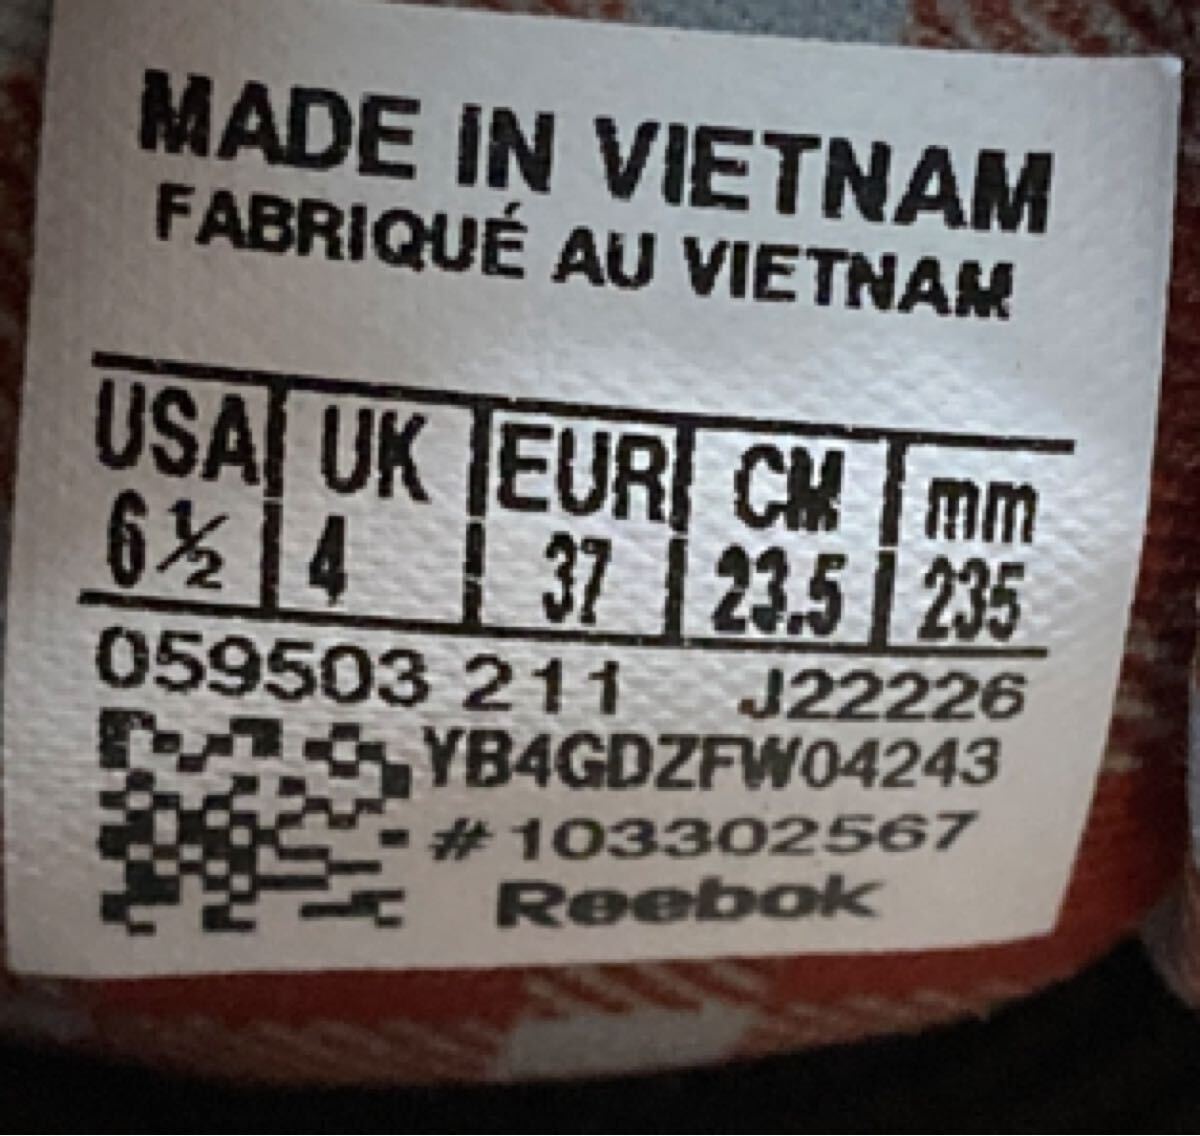 MADE IN VIETNAM
FABRIQUÉ AU VIETNAM
USA UK EUR CM mm
6½ 4 37 23.5 235
059503 211 J22226
YB4GDZFW04243
#103302567
Reebok